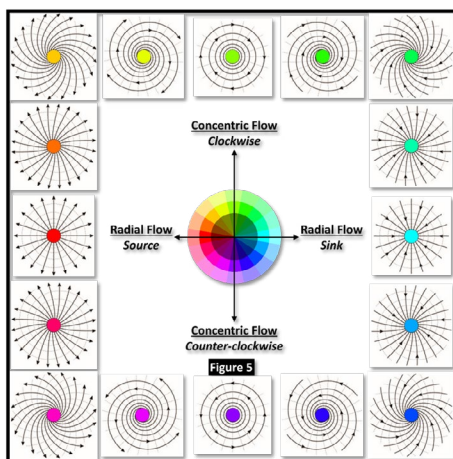 Concentric Flow
Clockwise
Radial Flow
Source
Radial Flow
Sink
Concentric Flow
Counter-clockwise
Figure 5